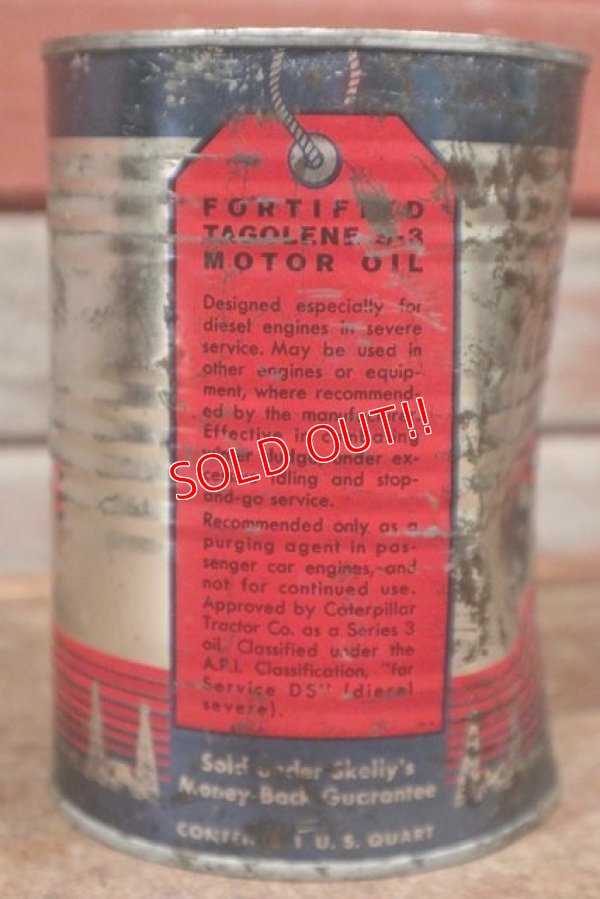 FORTIFIED
TAGOLENE S-3
MOTOR OIL
Designed especially for
diesel engines in severe
service. May be used in
other engines or equip-
ment, where recommend-
ed by the manufacturer.
Effective in combating
sludge under ex-
idling and stop-
and-go service.
Recommended only as a
purging agent in pas-
senger car engines, and
not for continued use.
Approved by Caterpillar
Tractor Co. as a Series 3
oil. Classified under the
A.P.I. Classification, "for
Service DS" (diesel
severe).
Sold under Skelly's
Money-Back Guarantee
CONTENTS 1 U. S. QUART
SOLD OUT!!